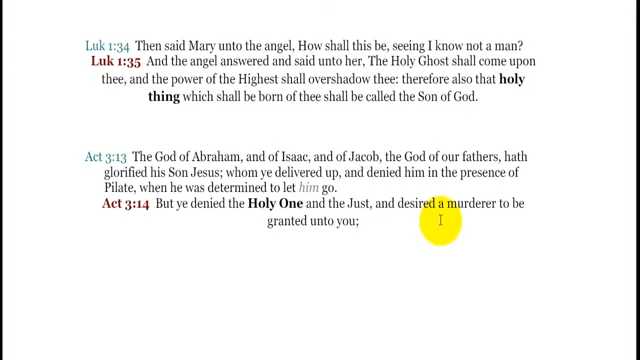 Luk 1:34 Then said Mary unto the angel, How shall this be, seeing I know not a man?
Luk 1:35 And the angel answered and said unto her, The Holy Ghost shall come upon
thee, and the power of the Highest shall overshadow thee: therefore also that holy
thing which shall be born of thee shall be called the Son of God.
Act 3:13 The God of Abraham, and of Isaac, and of Jacob, the God of our fathers, hath
glorified his Son Jesus; whom ye delivered up, and denied him in the presence of
Pilate, when he was determined to let him go.
Act 3:14 But ye denied the Holy One and the Just, and desired a murderer to be
granted unto you;